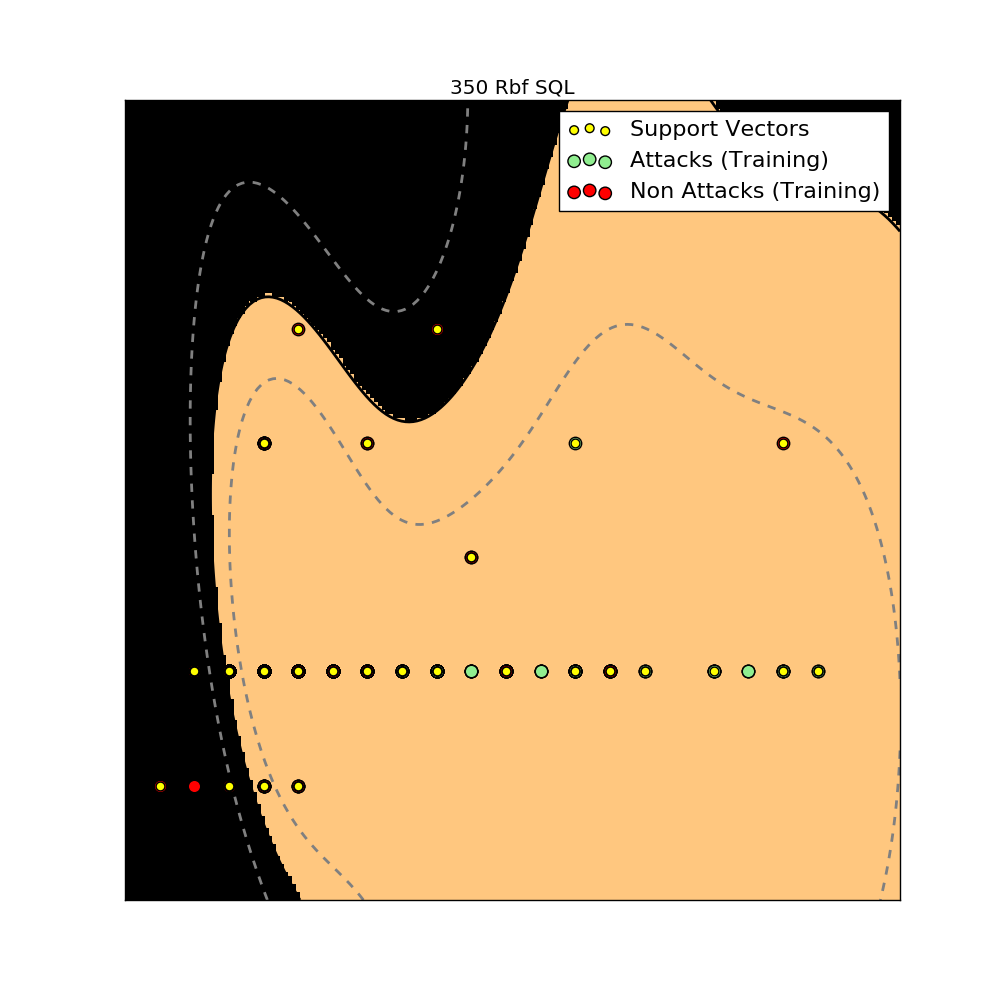 350 Rbf SQL
Support Vectors
Attacks (Training)
Non Attacks (Training)